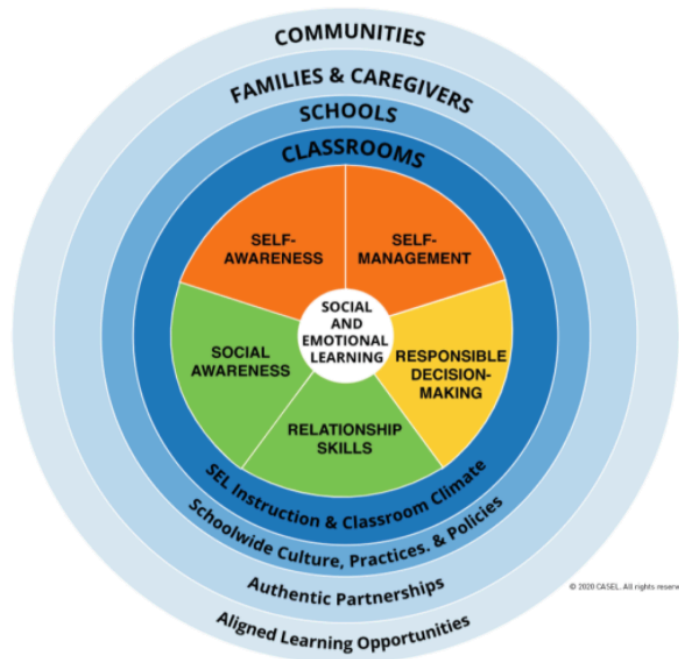 COMMUNITIES
FAMILIES & CAREGIVERS
SCHOOLS
CLASSROOMS
SELF-
AWARENESS
SELF-
MANAGEMENT
SOCIAL
AND
EMOTIONAL
LEARNING
SOCIAL
AWARENESS
RESPONSIBLE
DECISION-
MAKING
RELATIONSHIP
SKILLS
SEL Instruction & Classroom Climate
Schoolwide Culture, Practices. & Policies
Authentic Partnerships
Aligned Learning Opportunities
© 2020 CASEL. All rights reserv